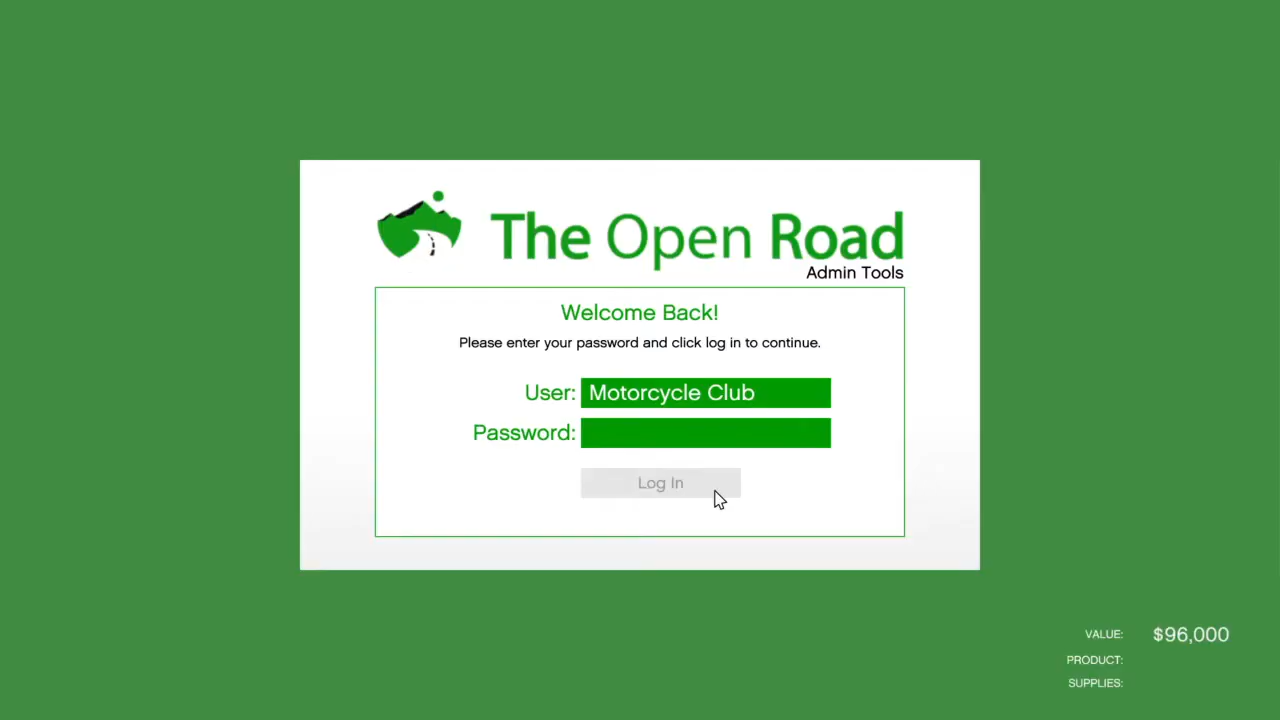 The Open Road
Admin Tools
Welcome Back!
Please enter your password and click log in to continue.
User: Motorcycle Club
Password:
Log In
VALUE: $96,000
PRODUCT:
SUPPLIES: